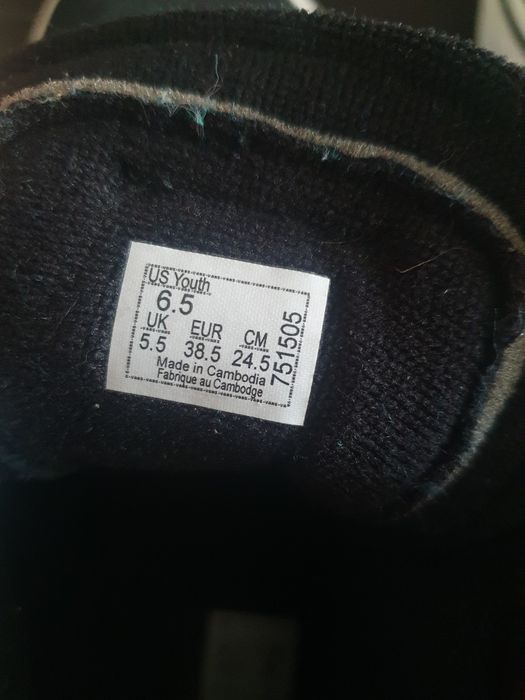 US Youth
6.5
UK EUR CM
5.5 38.5 24.5
Made in Cambodia
Fabrique au Cambodge
751505